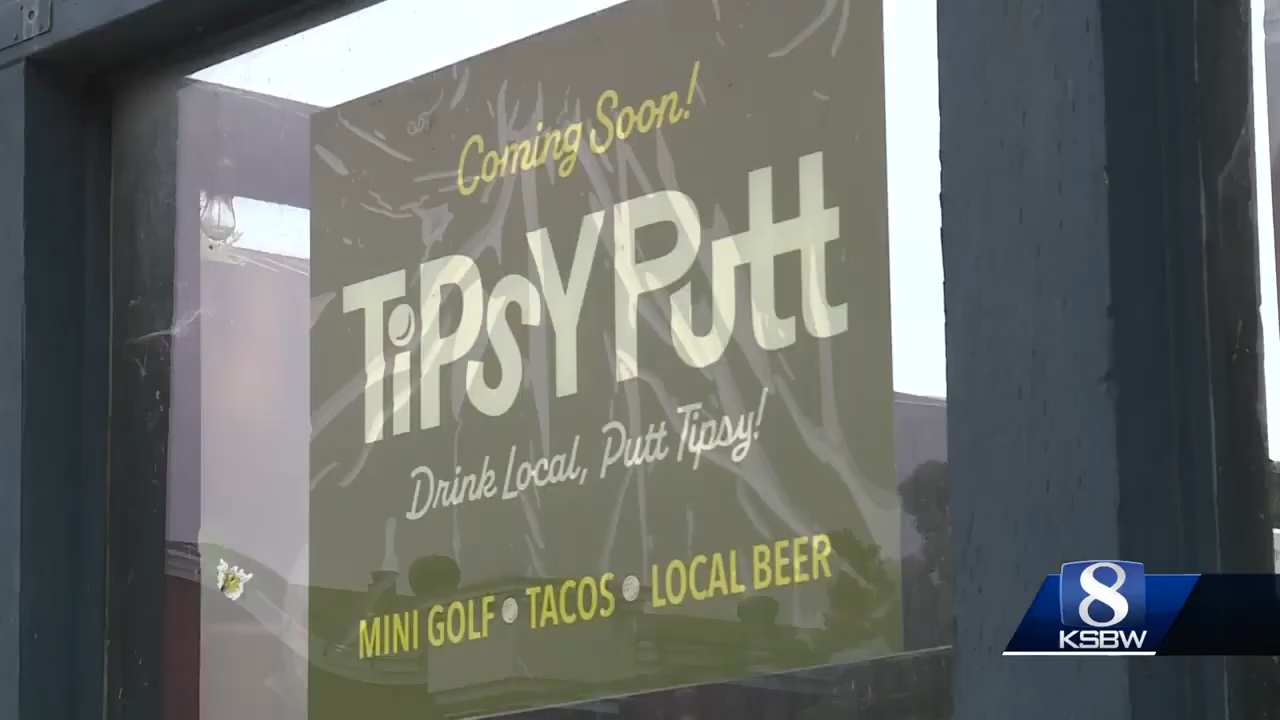 Coming Soon!
TiPSY Putt
Drink Local, Putt Tipsy!
MINI GOLF • TACOS • LOCAL BEER
8
KSBW